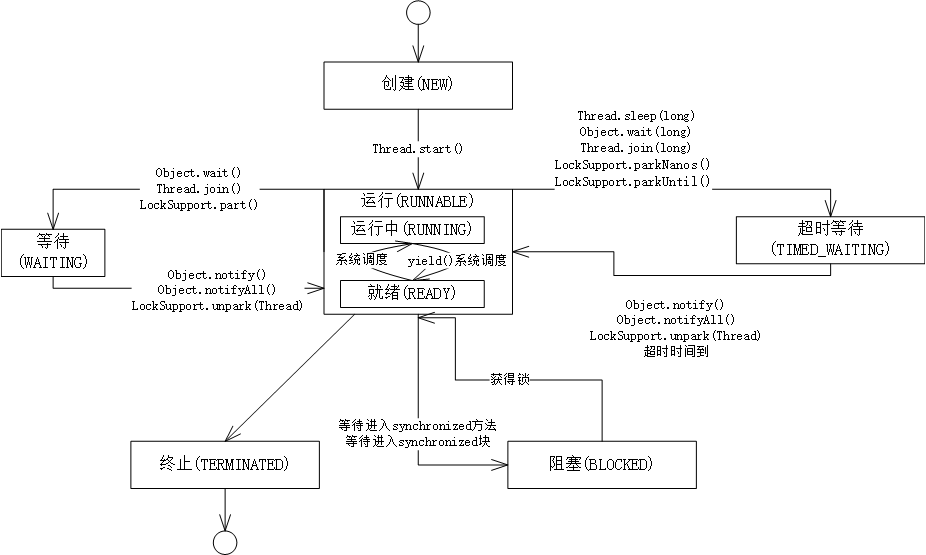 创建(NEW)
Thread.start()
Thread.sleep(long)
Object.wait(long)
Thread.join(long)
LockSupport.parkNanos()
LockSupport.parkUntil()
Object.wait()
Thread.join()
LockSupport.part()
运行(RUNNABLE)
运行中(RUNNING)
系统调度
yield()系统调度
就绪(READY)
等待
(WAITING)
超时等待
(TIMED_WAITING)
Object.notify()
Object.notifyAll()
LockSupport.unpark(Thread)
Object.notify()
Object.notifyAll()
LockSupport.unpark(Thread)
超时时间到
获得锁
等待进入synchronized方法
等待进入synchronized块
终止(TERMINATED)
阻塞(BLOCKED)